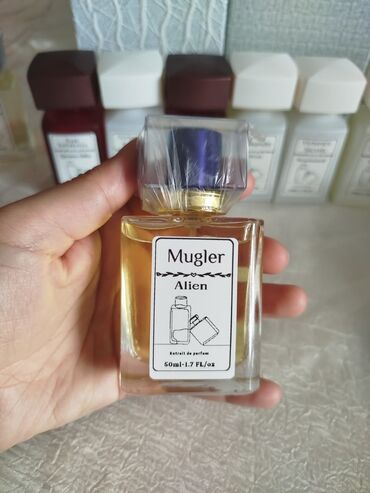 Mugler
Alien
Extrait de parfum
50ml-1.7 FL/oz